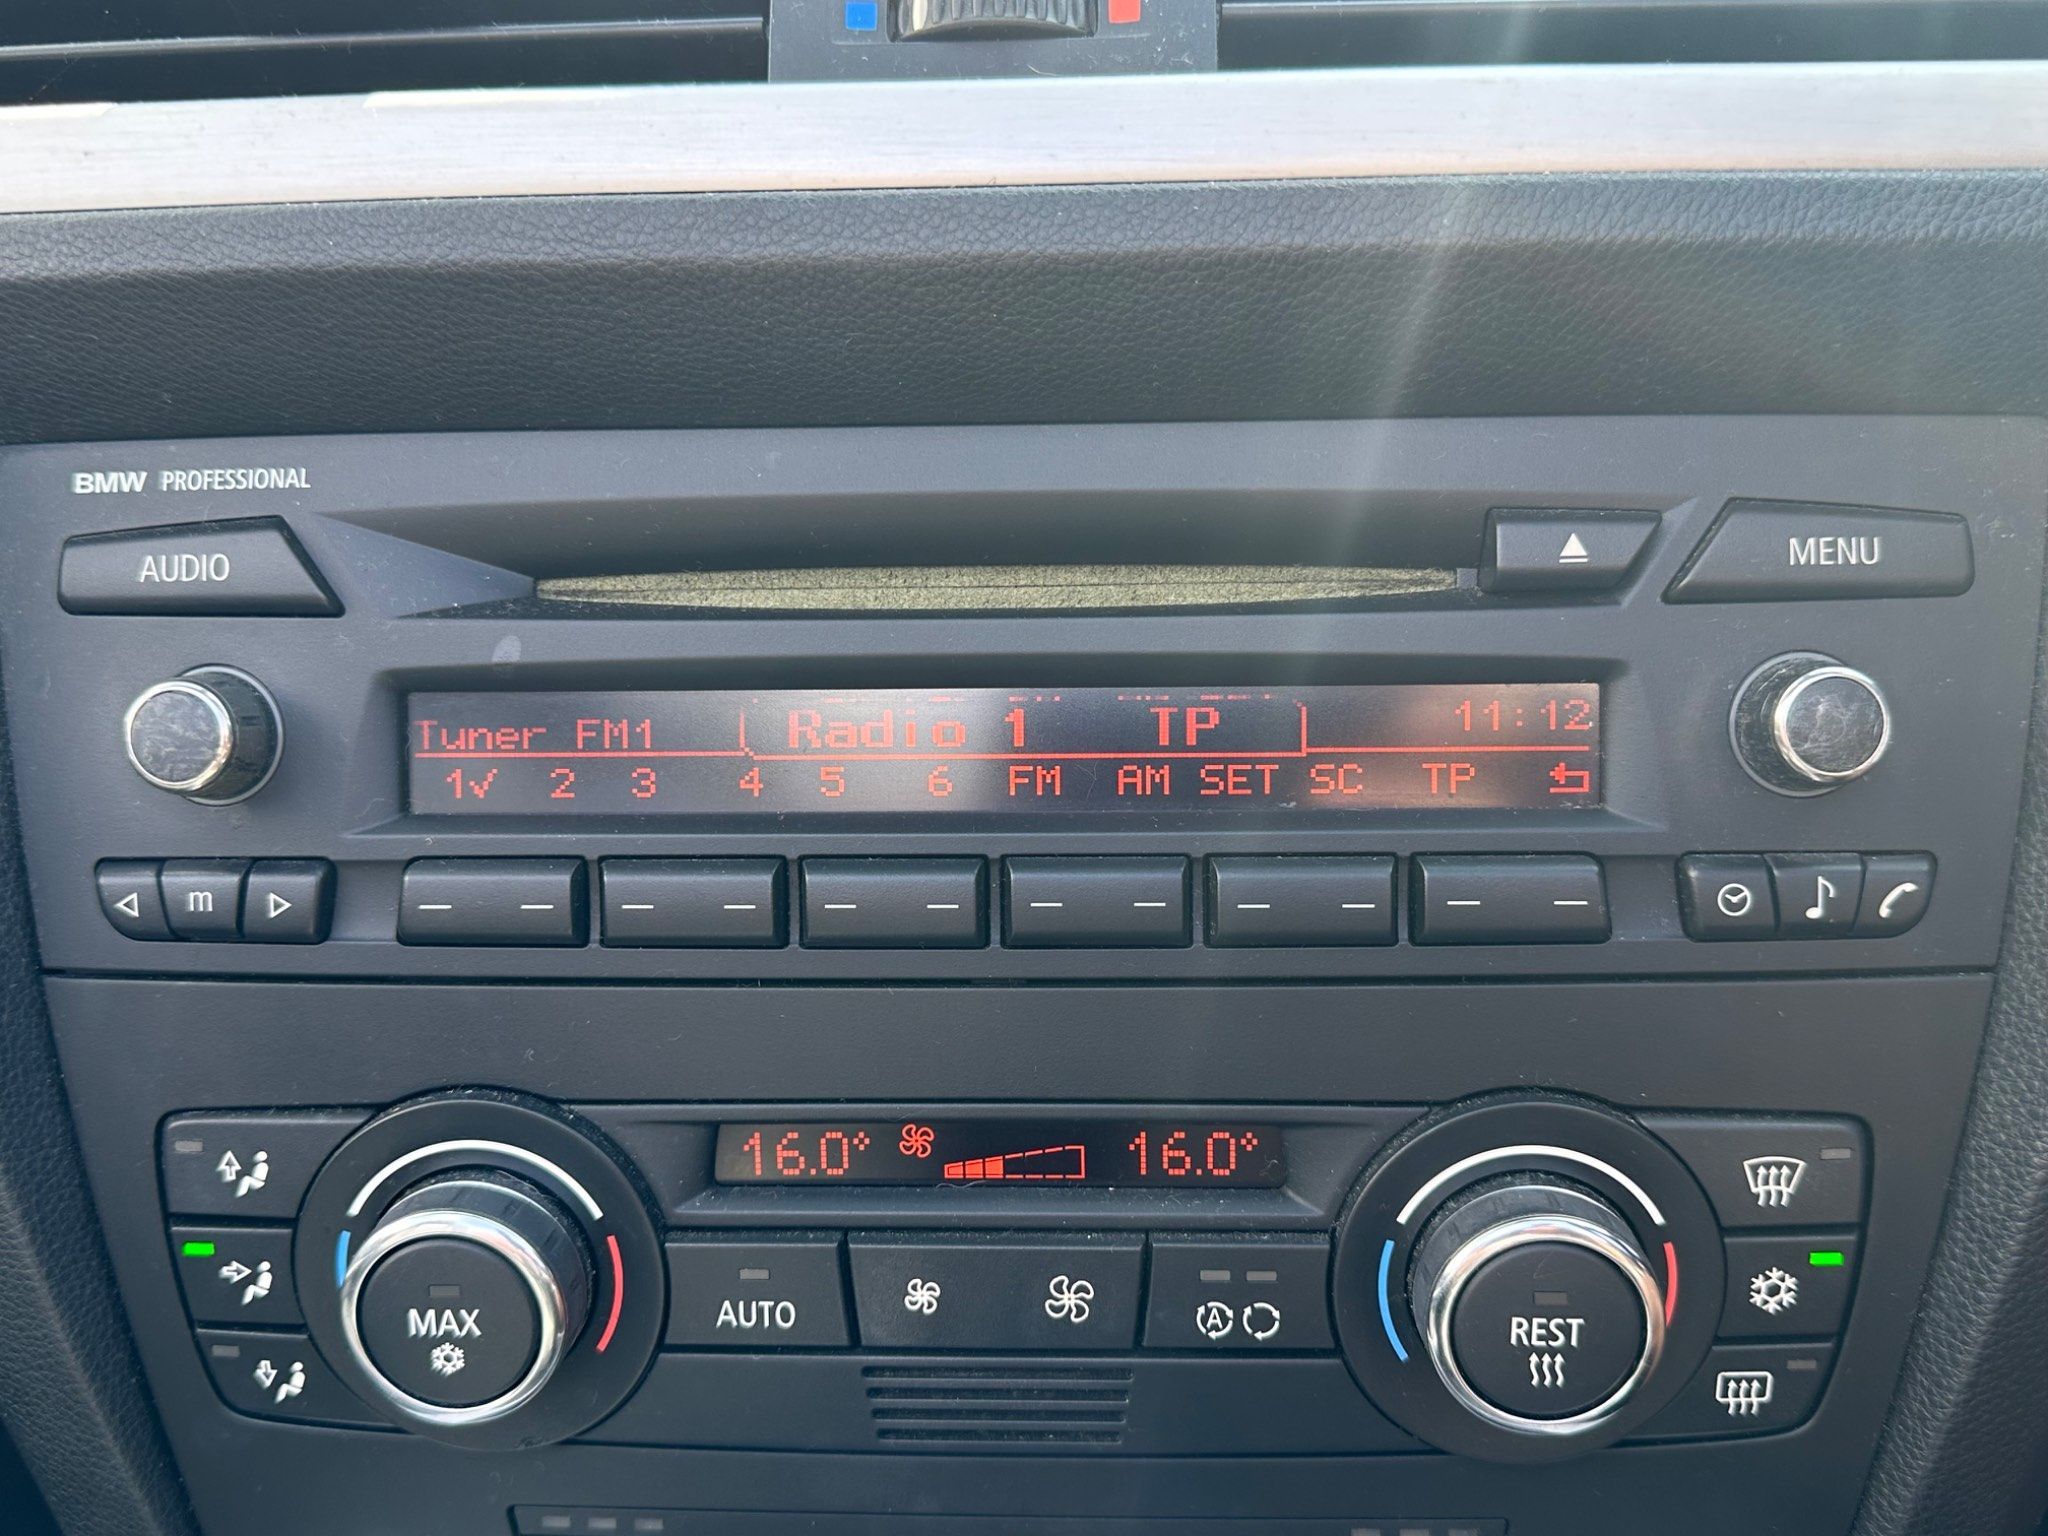 BMW PROFESSIONAL
AUDIO
MENU
Tuner FM1 Radio 1 TP 11:12
1✓ 2 3 4 5 6 FM AM SET SC TP
m
16.0° 16.0°
MAX
AUTO
A
REST